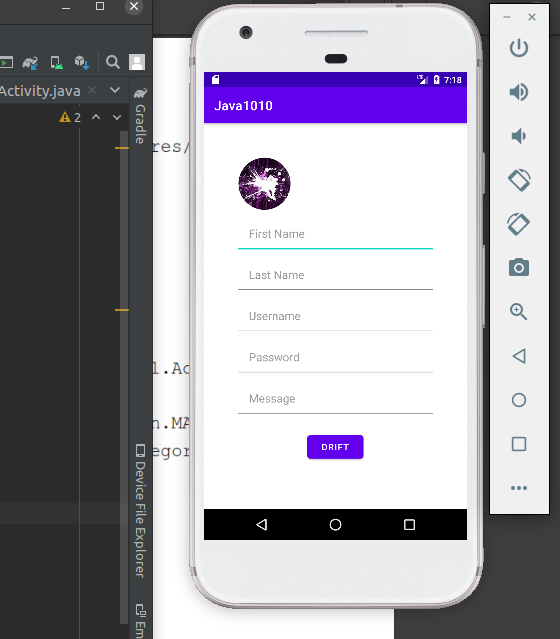 Activity.java
2
Gradle
res/
l.Ac
n.MA
egor
Device File Explorer
Em
LTE
7:18
Java1010
First Name
Last Name
Username
Password
Message
DRIFT